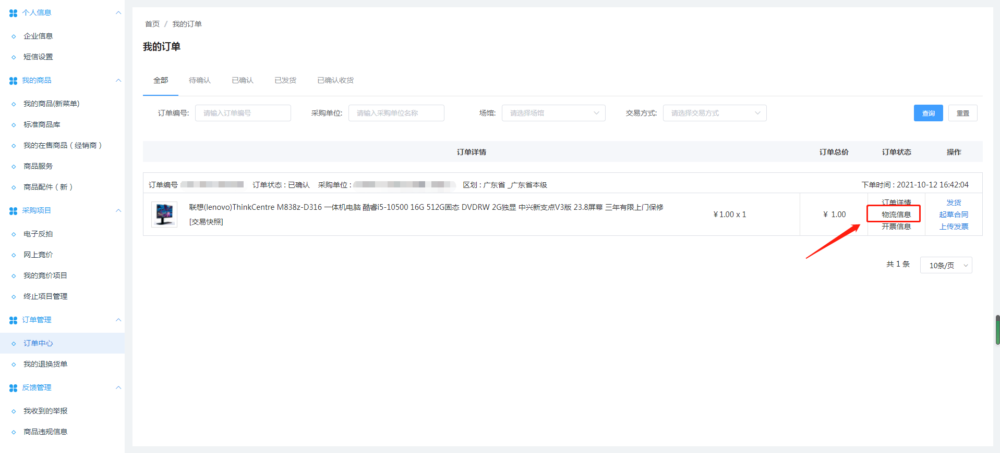 个人信息
企业信息
短信设置
我的商品
我的商品(新菜单)
标准商品库
我的在售商品（经销商）
商品服务
商品配件（新）
采购项目
电子反拍
网上竞价
我的竞价项目
终止项目管理
订单管理
订单中心
我的退换货单
反馈管理
我收到的举报
商品违规信息
首页 / 我的订单
我的订单
全部 待确认 已确认 已发货 已确认收货
订单编号: 请输入订单编号 采购单位: 请输入采购单位名称 场馆: 请选择场馆 交易方式: 请选择交易方式 查询 重置
订单详情 订单总价 订单状态 操作
订单编号 订单状态 : 已确认 采购单位 : 区划 : 广东省 _广东省本级 下单时间 : 2021-10-12 16:42:04
联想(lenovo)ThinkCentre M838z-D316 一体机电脑 酷睿i5-10500 16G 512G固态 DVDRW 2G独显 中兴新支点V3版 23.8屏幕 三年有限上门保修
[交易快照]
¥ 1.00 x 1
¥ 1.00
订单详情
物流信息
开票信息
发货
起草合同
上传发票
共 1 条 10条/页